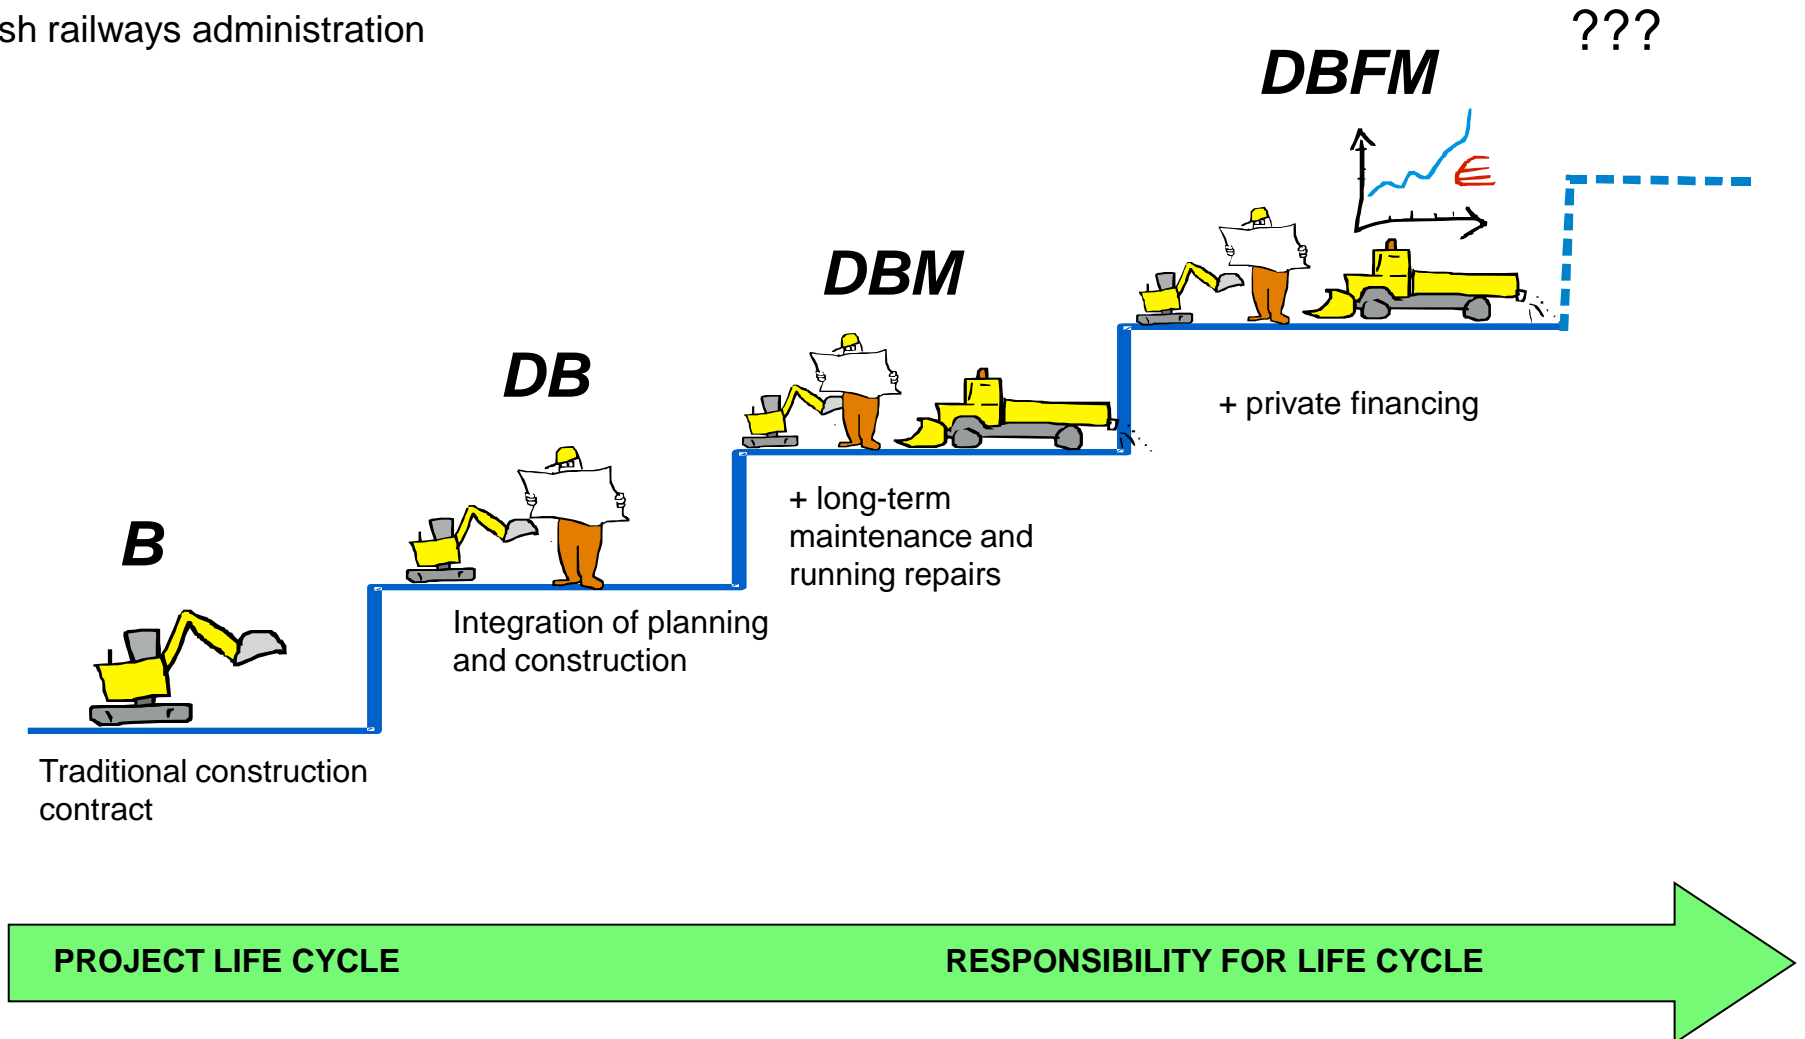 sh railways administration
???
DBFM
DBM
DB
B
+ private financing
+ long-term
maintenance and
running repairs
Integration of planning
and construction
Traditional construction
contract
PROJECT LIFE CYCLE
RESPONSIBILITY FOR LIFE CYCLE